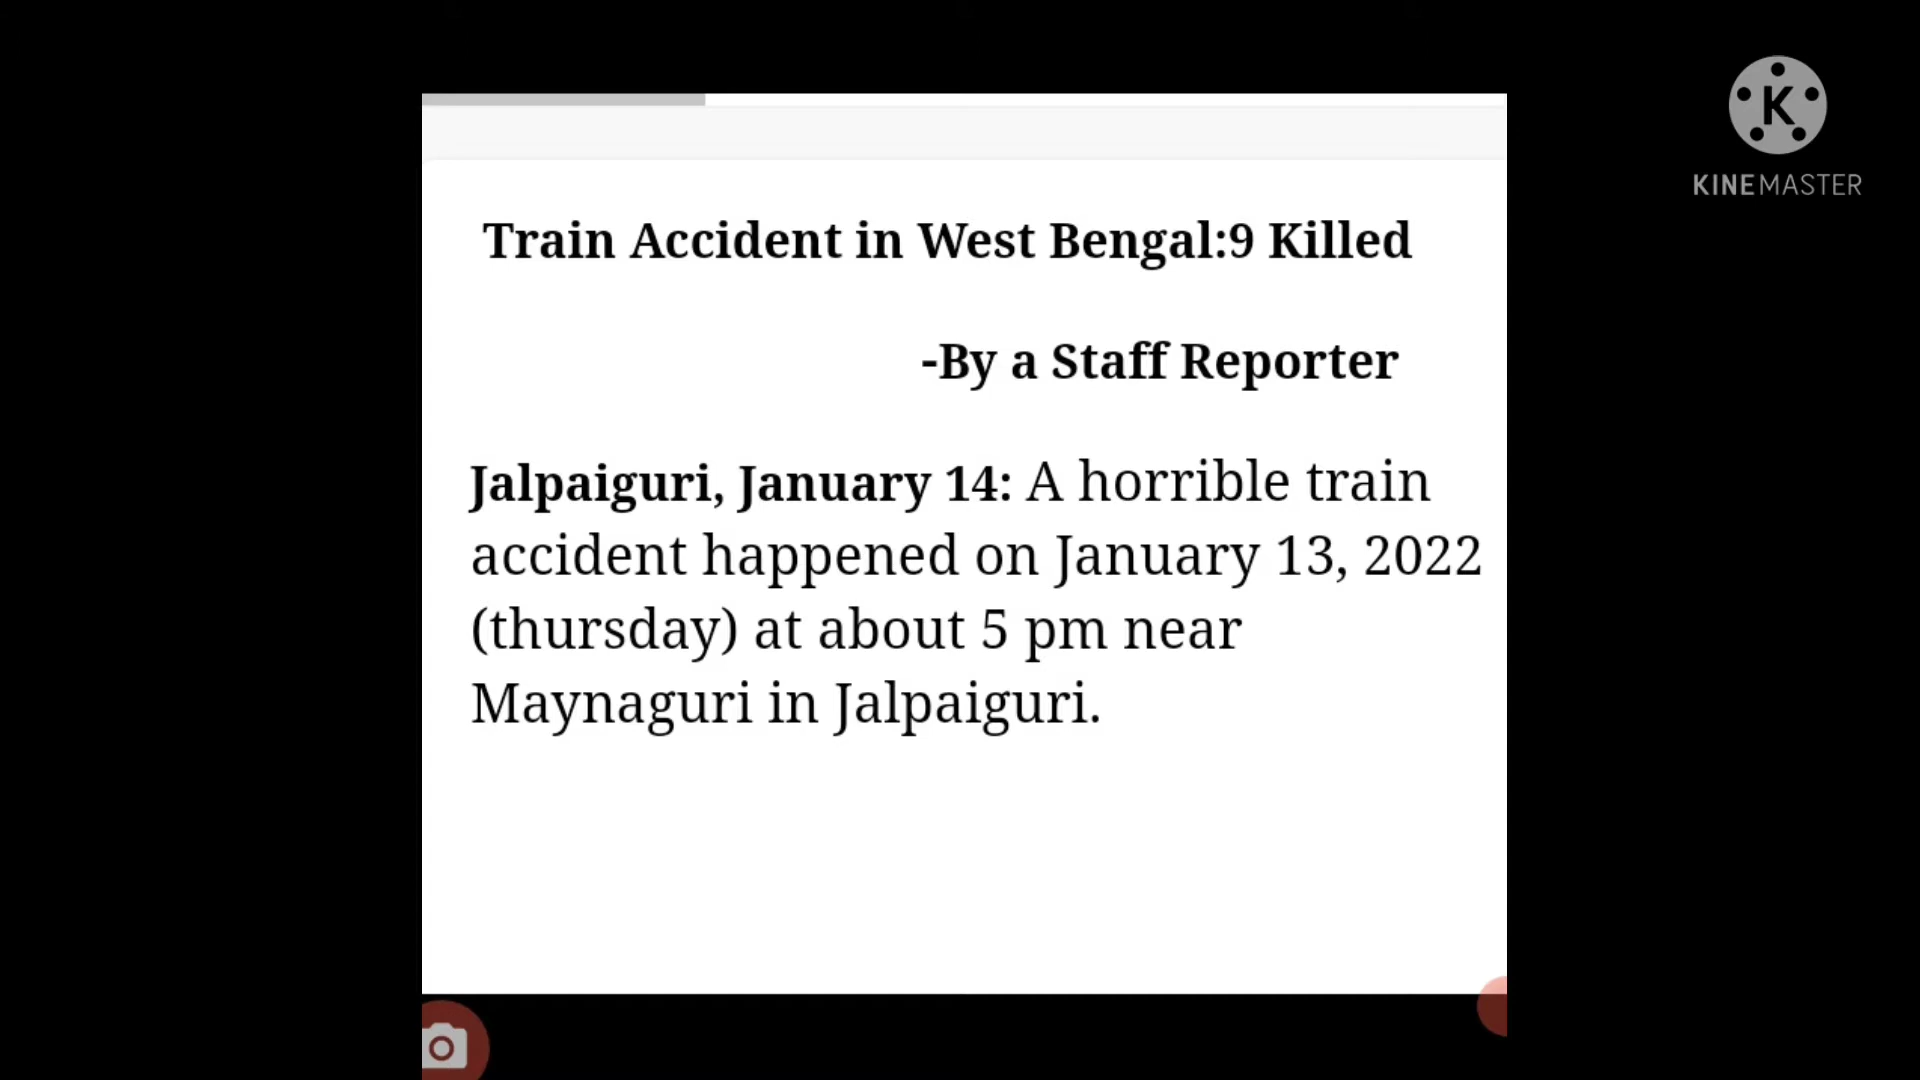 K
KINEMASTER
Train Accident in West Bengal:9 Killed
-By a Staff Reporter
Jalpaiguri, January 14: A horrible train
accident happened on January 13, 2022
(thursday) at about 5 pm near
Maynaguri in Jalpaiguri.